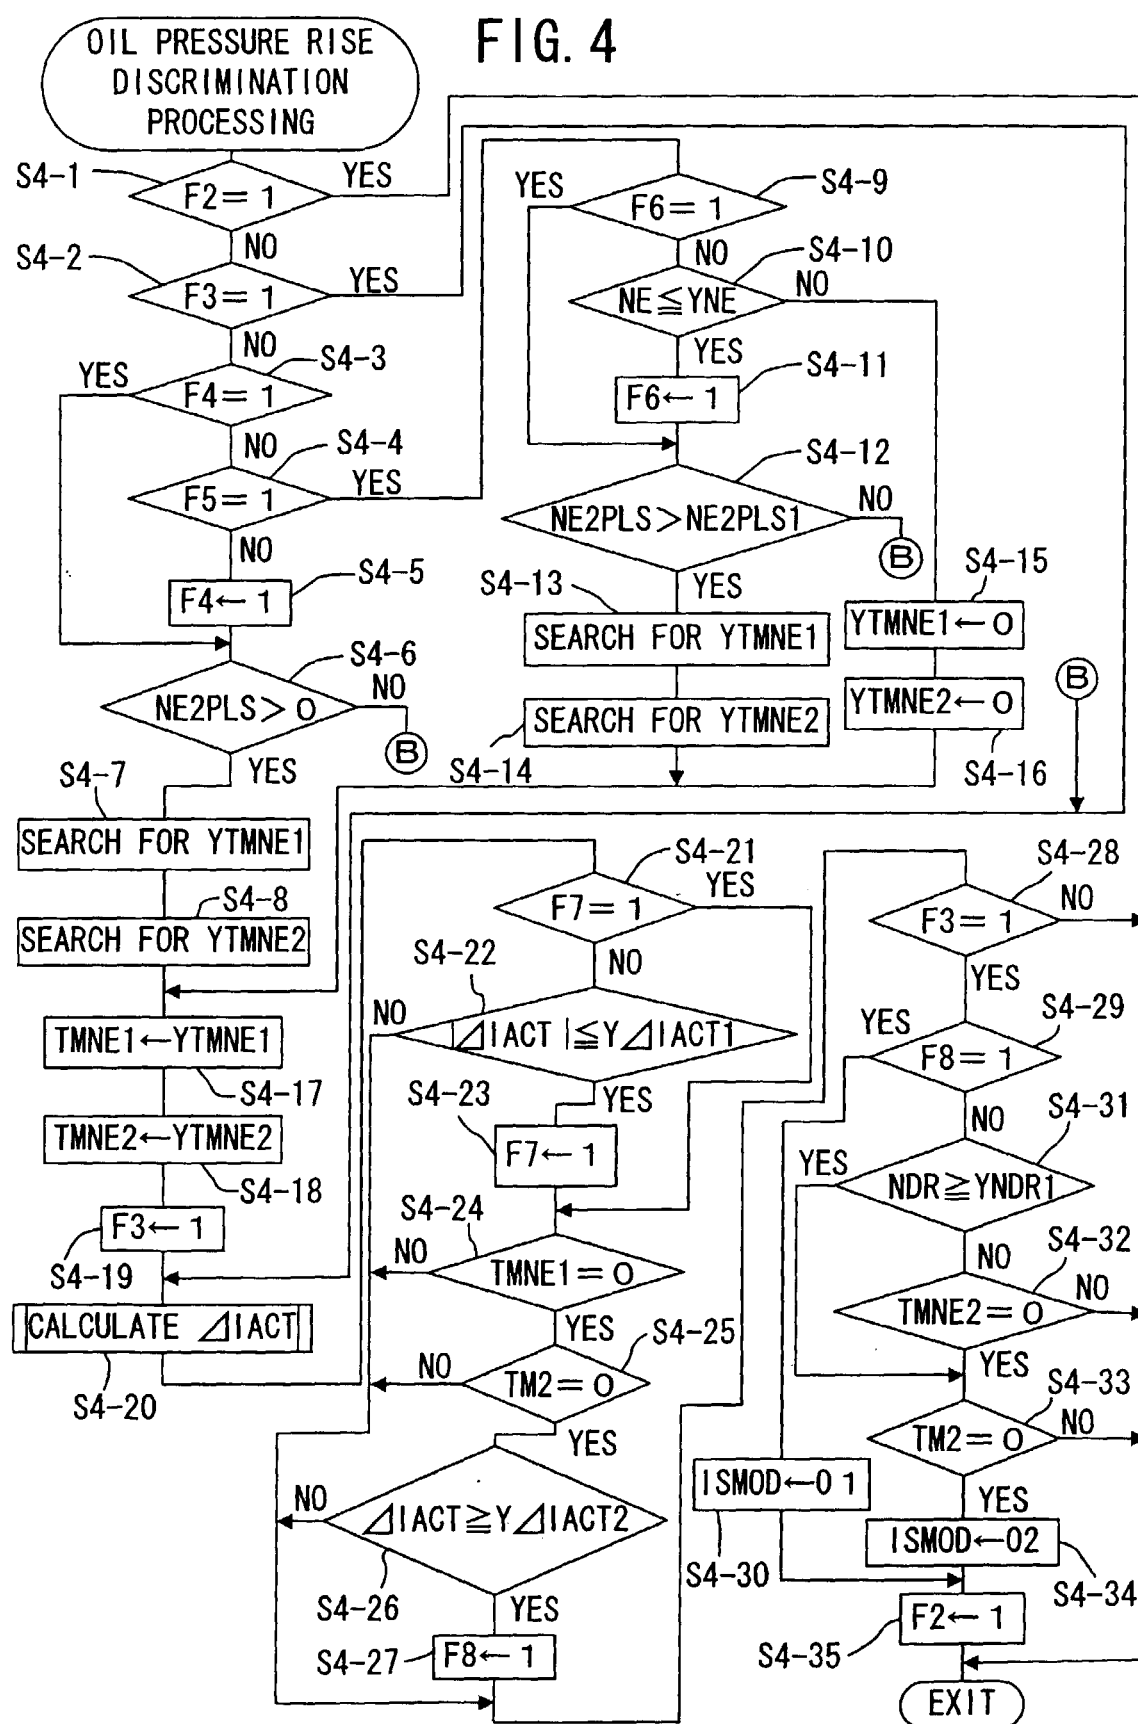 FIG. 4
OIL PRESSURE RISE
DISCRIMINATION
PROCESSING
S4-1
F2=1
YES
NO
S4-2
F3=1
YES
NO
S4-3
YES
F4=1
NO
S4-4
F5=1
YES
NO
S4-5
F4←1
S4-6
NE2PLS>0
NO
B
YES
S4-7
SEARCH FOR YTMNE1
S4-8
SEARCH FOR YTMNE2
S4-9
YES
F6=1
NO
S4-10
NE≦YNE
NO
YES
S4-11
F6←1
S4-12
NE2PLS>NE2PLS1
NO
B
YES
S4-13
SEARCH FOR YTMNE1
SEARCH FOR YTMNE2
S4-14
S4-15
YTMNE1←0
YTMNE2←0
S4-16
B
TMNE1←YTMNE1
S4-17
TMNE2←YTMNE2
S4-18
F3←1
S4-19
CALCULATE ⊿IACT
S4-20
S4-21
F7=1
YES
NO
S4-22
NO
|⊿IACT|≦Y⊿IACT1
YES
S4-23
F7←1
S4-24
NO
TMNE1=0
YES
S4-25
NO
TM2=0
YES
NO
⊿IACT≧Y⊿IACT2
S4-26
YES
S4-27
F8←1
S4-28
F3=1
NO
YES
S4-29
YES
F8=1
NO
S4-31
YES
NDR≧YNDR1
NO
S4-32
TMNE2=0
NO
YES
S4-33
TM2=0
NO
YES
ISMOD←01
S4-30
ISMOD←02
S4-34
F2←1
S4-35
EXIT